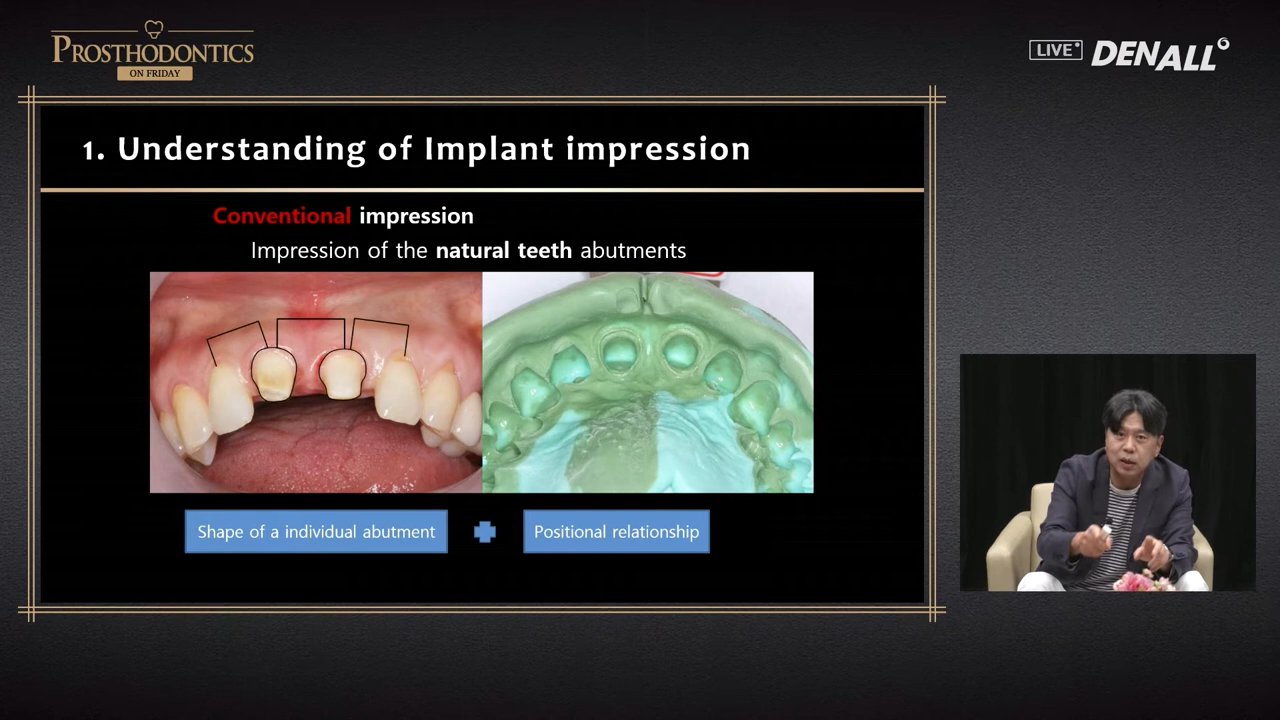 PROSTHODONTICS
ON FRIDAY
LIVE
DENALL
1. Understanding of Implant impression
Conventional impression
Impression of the natural teeth abutments
Shape of a individual abutment
Positional relationship